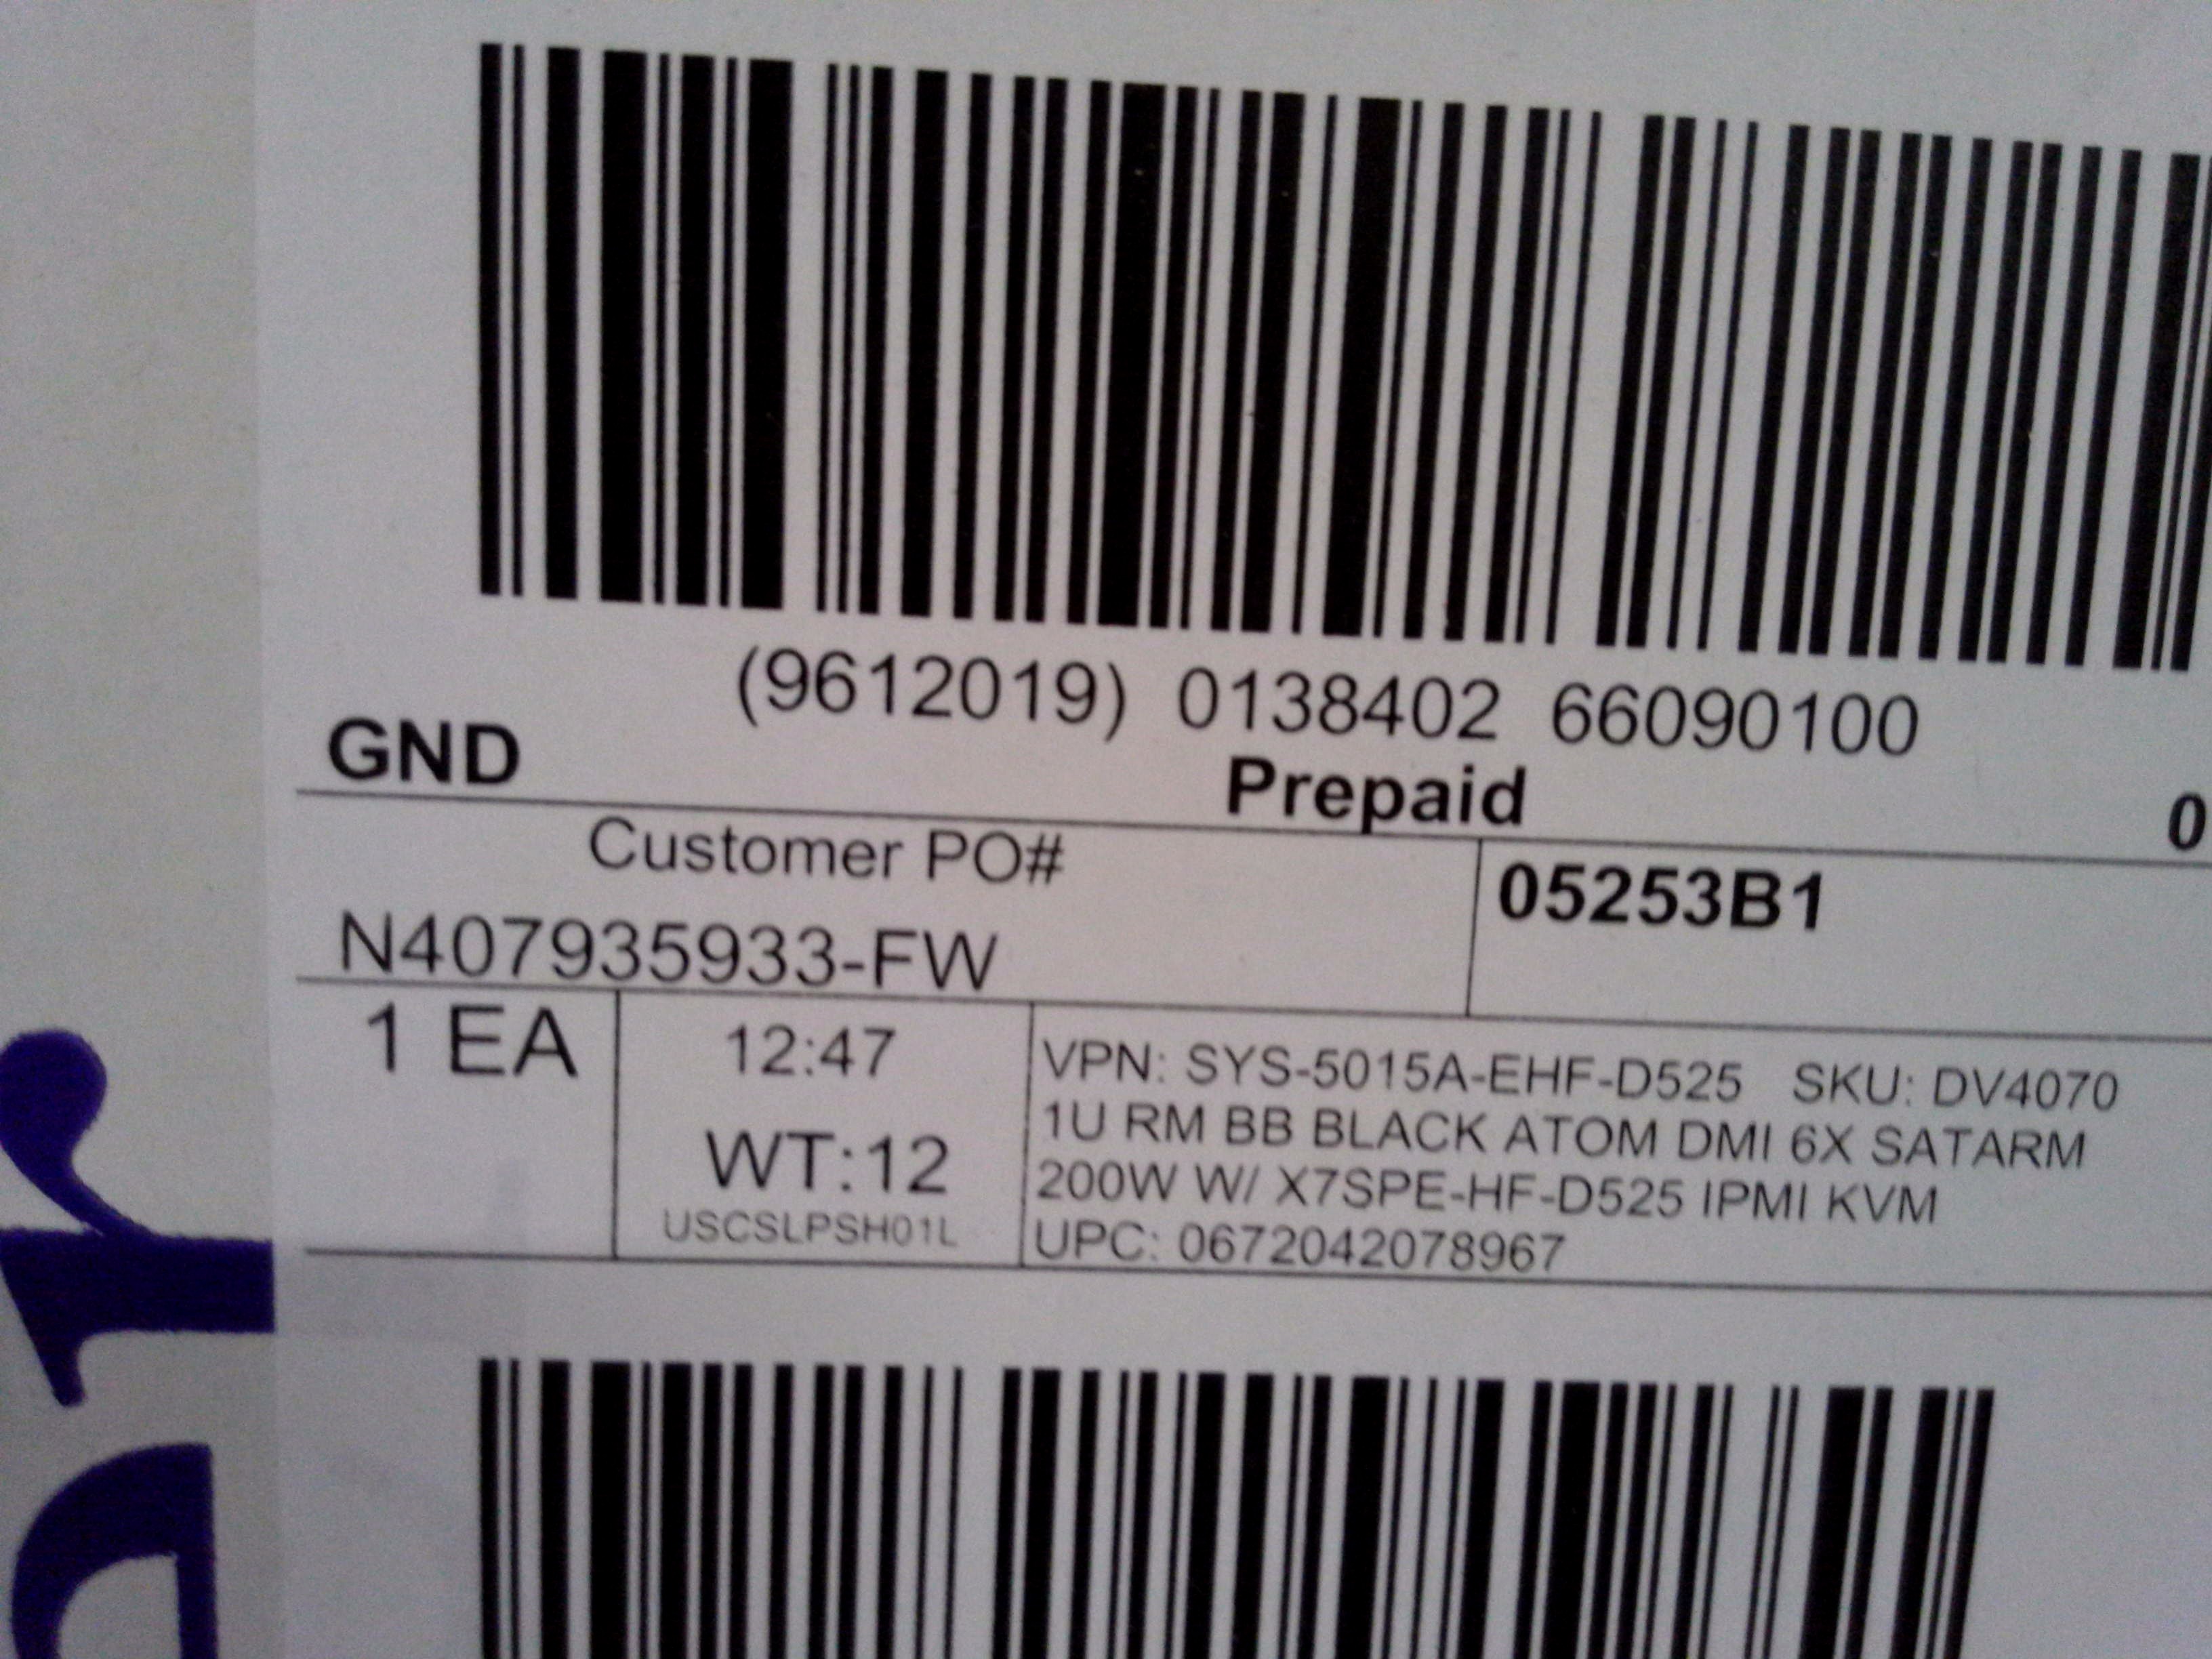 (9612019) 0138402 66090100
GND Prepaid 0
Customer PO# 05253B1
N407935933-FW
1 EA 12:47 VPN: SYS-5015A-EHF-D525 SKU: DV4070
1U RM BB BLACK ATOM DMI 6X SATARM
WT:12 200W W/ X7SPE-HF-D525 IPMI KVM
USCSLPSH01L UPC: 0672042078967